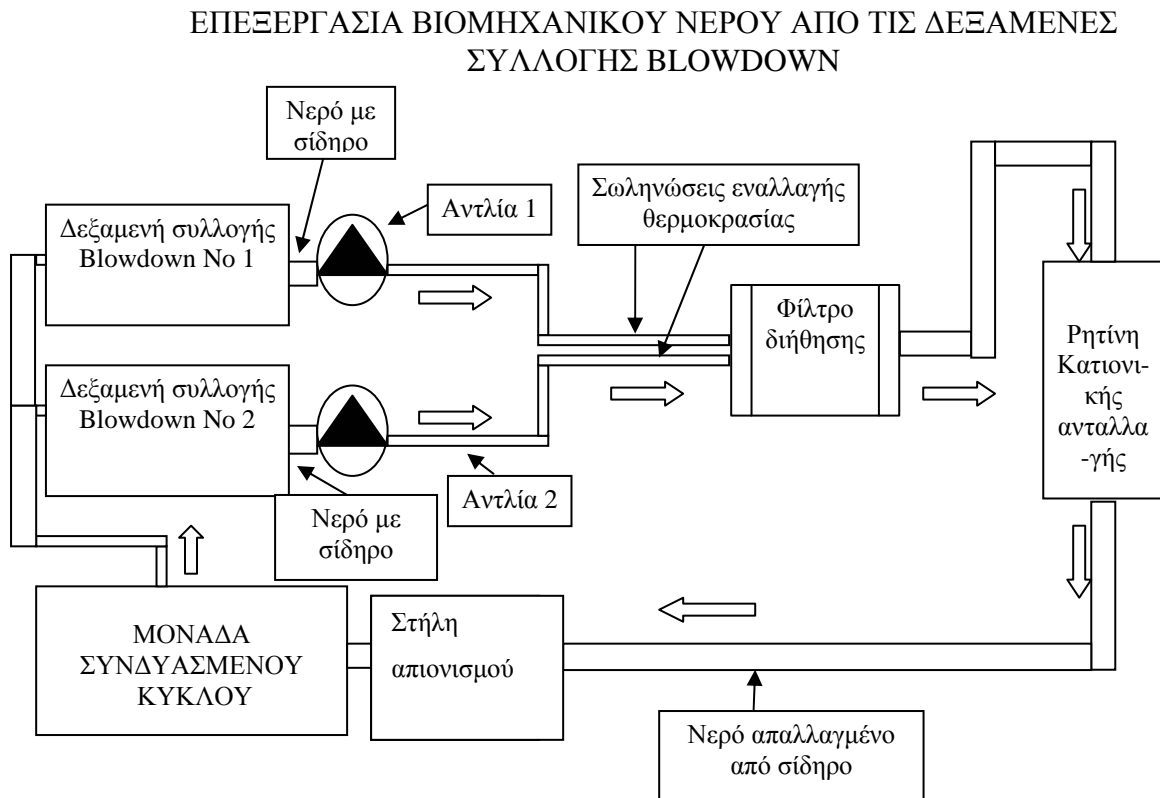 ΕΠΕΞΕΡΓΑΣΙΑ ΒΙΟΜΗΧΑΝΙΚΟΥ ΝΕΡΟΥ ΑΠΟ ΤΙΣ ΔΕΞΑΜΕΝΕΣ
ΣΥΛΛΟΓΗΣ BLOWDOWN
Νερό με
σίδηρο
Αντλία 1
Σωληνώσεις εναλλαγής
θερμοκρασίας
Δεξαμενή συλλογής
Blowdown No 1
Φίλτρο
διήθησης
Ρητίνη
Κατιονι-
κής
ανταλλα
-γής
Δεξαμενή συλλογής
Blowdown No 2
Αντλία 2
Νερό με
σίδηρο
ΜΟΝΑΔΑ
ΣΥΝΔΥΑΣΜΕΝΟΥ
ΚΥΚΛΟΥ
Στήλη
απιονισμού
Νερό απαλλαγμένο
από σίδηρο